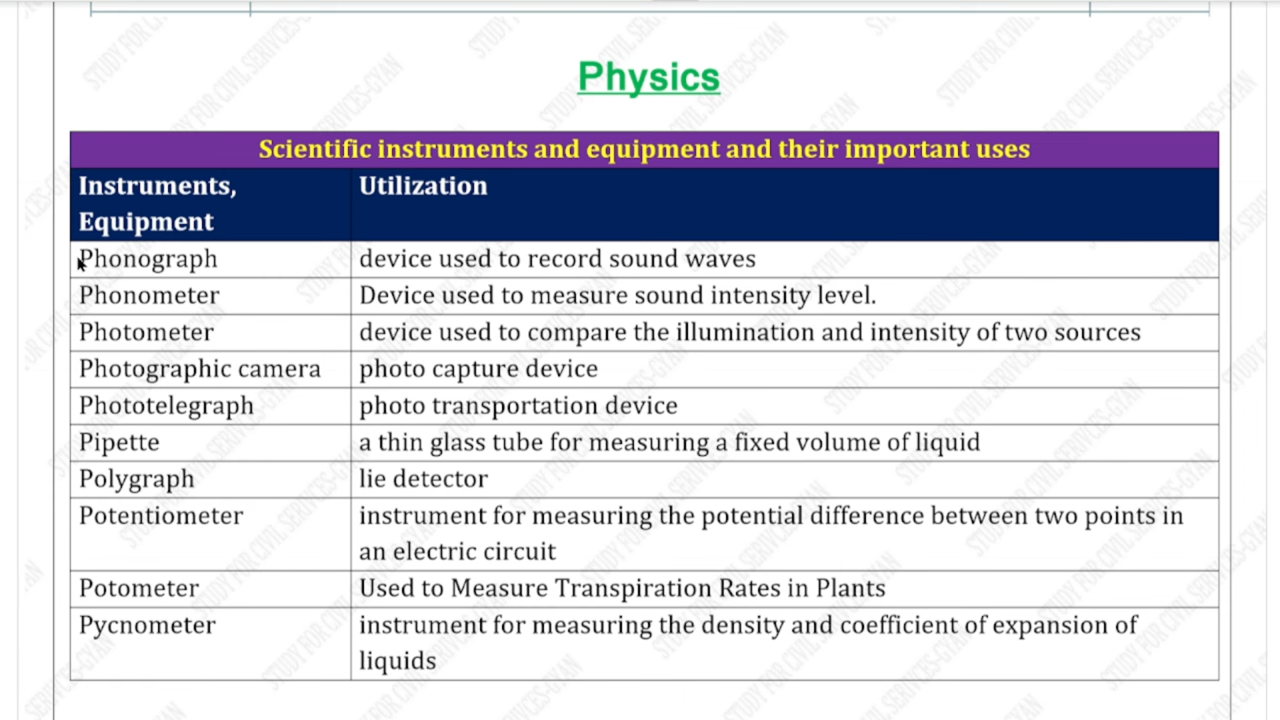 Physics
Scientific instruments and equipment and their important uses
Instruments, Equipment
Utilization
Phonograph
device used to record sound waves
Phonometer
Device used to measure sound intensity level.
Photometer
device used to compare the illumination and intensity of two sources
Photographic camera
photo capture device
Phototelegraph
photo transportation device
Pipette
a thin glass tube for measuring a fixed volume of liquid
Polygraph
lie detector
Potentiometer
instrument for measuring the potential difference between two points in
an electric circuit
Potometer
Used to Measure Transpiration Rates in Plants
Pycnometer
instrument for measuring the density and coefficient of expansion of
liquids
STUDY FOR CIVIL SERIVCES-GYAN